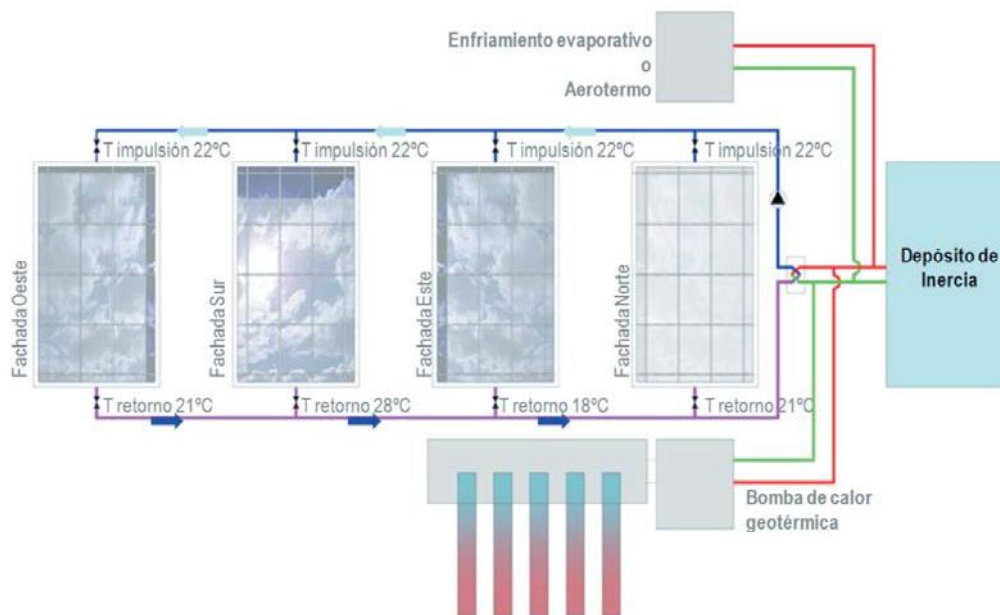 Enfriamiento evaporativo
o
Aerotermo
T impulsión 22ºC
T impulsión 22ºC
T impulsión 22ºC
T impulsión 22ºC
Fachada Oeste
Fachada Sur
Fachada Este
Fachada Norte
Depósito de
Inercia
T retorno 21ºC
T retorno 28ºC
T retorno 18ºC
T retorno 21ºC
Bomba de calor
geotérmica